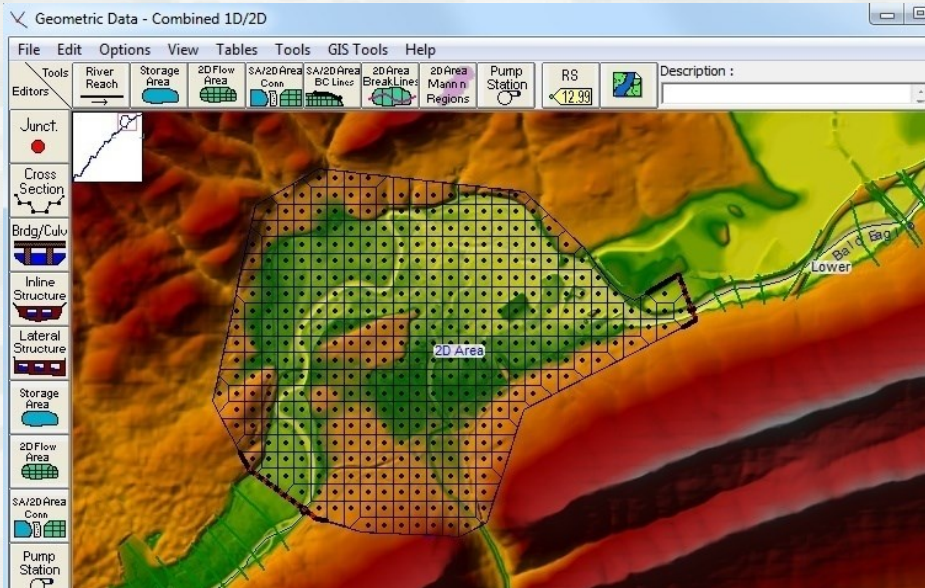 Geometric Data - Combined 1D/2D
File Edit Options View Tables Tools GIS Tools Help
Tools
Editors
River
Reach
Storage
Area
2D Flow
Area
SA/2D Area
Conn
SA/2D Area
BC Lines
2D Area
BreakLines
2D Area
Mann n
Regions
Pump
Station
RS
12.99
Description :
Junct.
Cross
Section
Brdg/Culv
Inline
Structure
Lateral
Structure
Storage
Area
2D Flow
Area
SA/2D Area
Conn
Pump
Station
2D Area
Bald Eagle
Lower